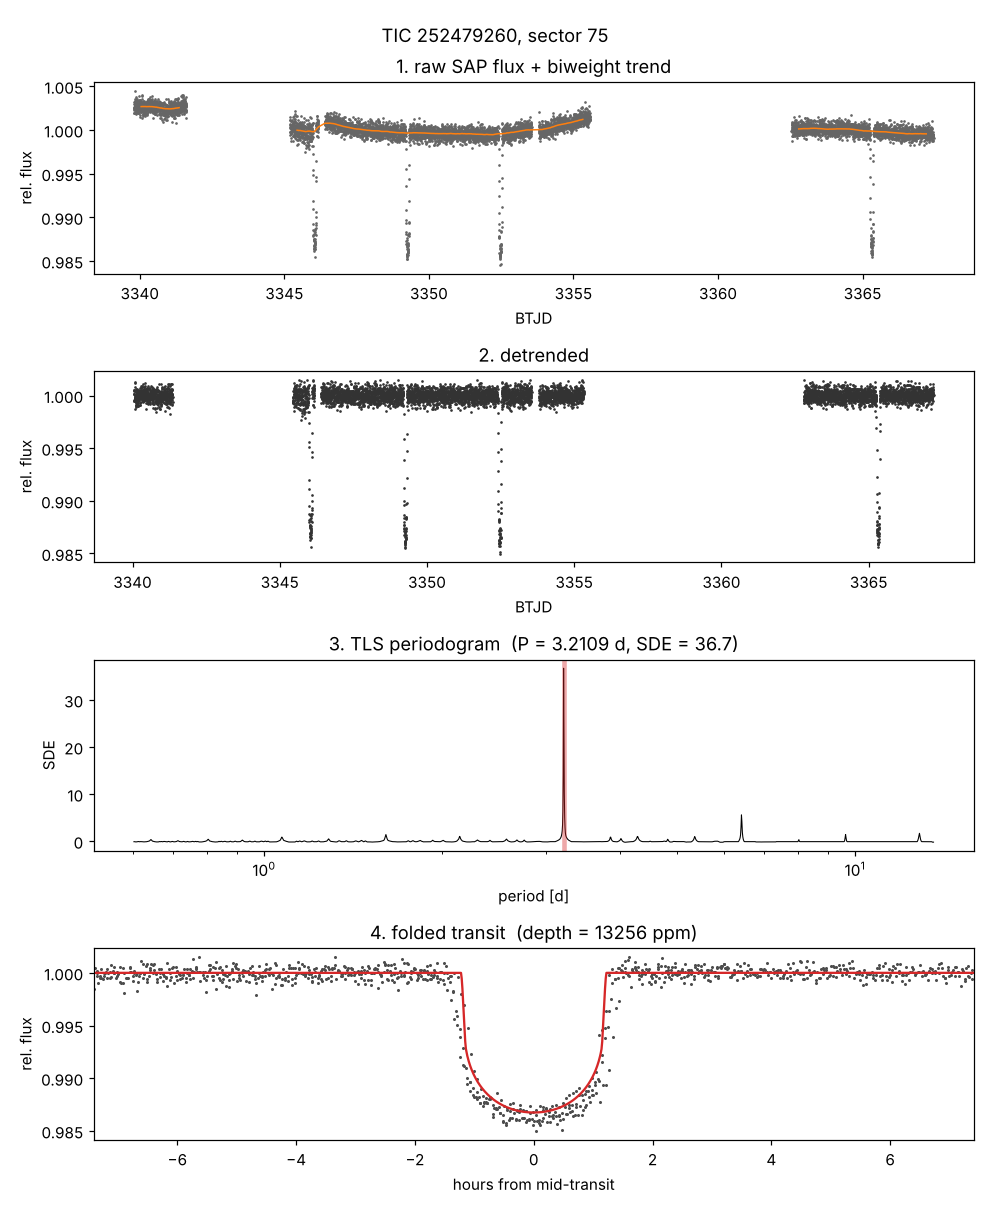 TIC 252479260, sector 75
1. raw SAP flux + biweight trend
1.005
1.000
0.995
0.990
0.985
rel. flux
3340 3345 3350 3355 3360 3365
BTJD
2. detrended
1.000
0.995
0.990
0.985
rel. flux
3340 3345 3350 3355 3360 3365
BTJD
3. TLS periodogram (P = 3.2109 d, SDE = 36.7)
30
20
10
0
SDE
10⁰ 10¹
period [d]
4. folded transit (depth = 13256 ppm)
1.000
0.995
0.990
0.985
rel. flux
−6 −4 −2 0 2 4 6
hours from mid-transit